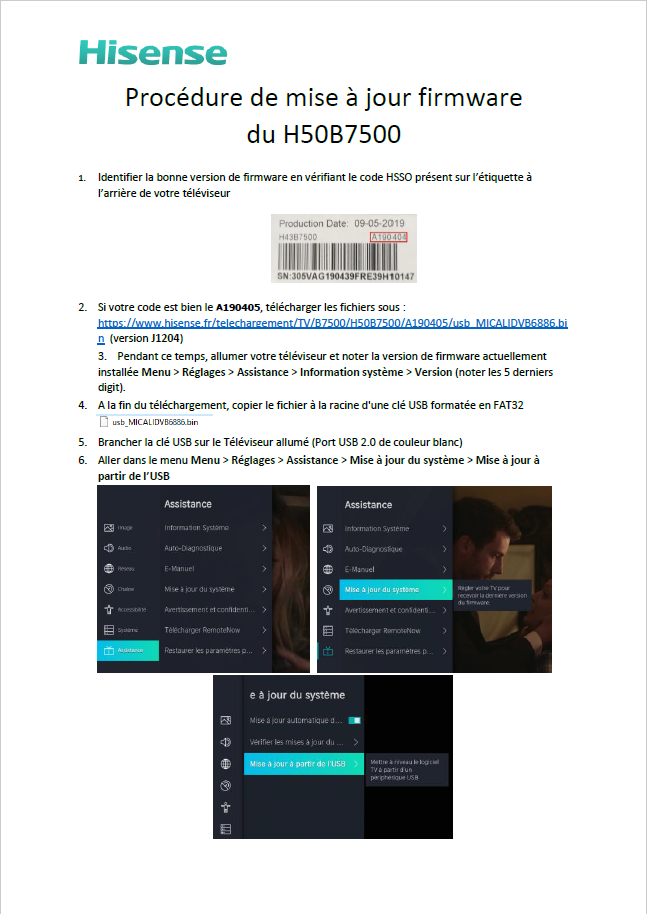 Hisense
Procédure de mise à jour firmware
du H50B7500
1. Identifier la bonne version de firmware en vérifiant le code HSSO présent sur l'étiquette à
l'arrière de votre téléviseur
Production Date: 09-05-2019
H43B7500 A190404
SN:305VAG190439FRE39H10147
2. Si votre code est bien le A190405, télécharger les fichiers sous :
https://www.hisense.fr/telechargement/TV/B7500/H50B7500/A190405/usb_MICALIDVB6886.bi
n (version J1204)
3. Pendant ce temps, allumer votre téléviseur et noter la version de firmware actuellement
installée Menu > Réglages > Assistance > Information système > Version (noter les 5 derniers
digit).
4. A la fin du téléchargement, copier le fichier à la racine d'une clé USB formatée en FAT32
usb_MICALIDVB6886.bin
5. Brancher la clé USB sur le Téléviseur allumé (Port USB 2.0 de couleur blanc)
6. Aller dans le menu Menu > Réglages > Assistance > Mise à jour du système > Mise à jour à
partir de l'USB
Assistance
Image Information Système
Audio Auto-Diagnostique
Réseau E-Manuel
Chaîne Mise à jour du système
Accessibilité Avertissement et confidenti...
Système Télécharger RemoteNow
Assistance Restaurer les paramètres p...
Assistance
Information Système
Auto-Diagnostique
E-Manuel
Mise à jour du système
Régler votre TV pour
recevoir la dernière version
du firmware.
Avertissement et confidenti...
Télécharger RemoteNow
Restaurer les paramètres p...
e à jour du système
Mise à jour automatique d...
Vérifier les mises à jour du ...
Mise à jour à partir de l'USB
Mettre à niveau le logiciel
TV à partir d'un
périphérique USB